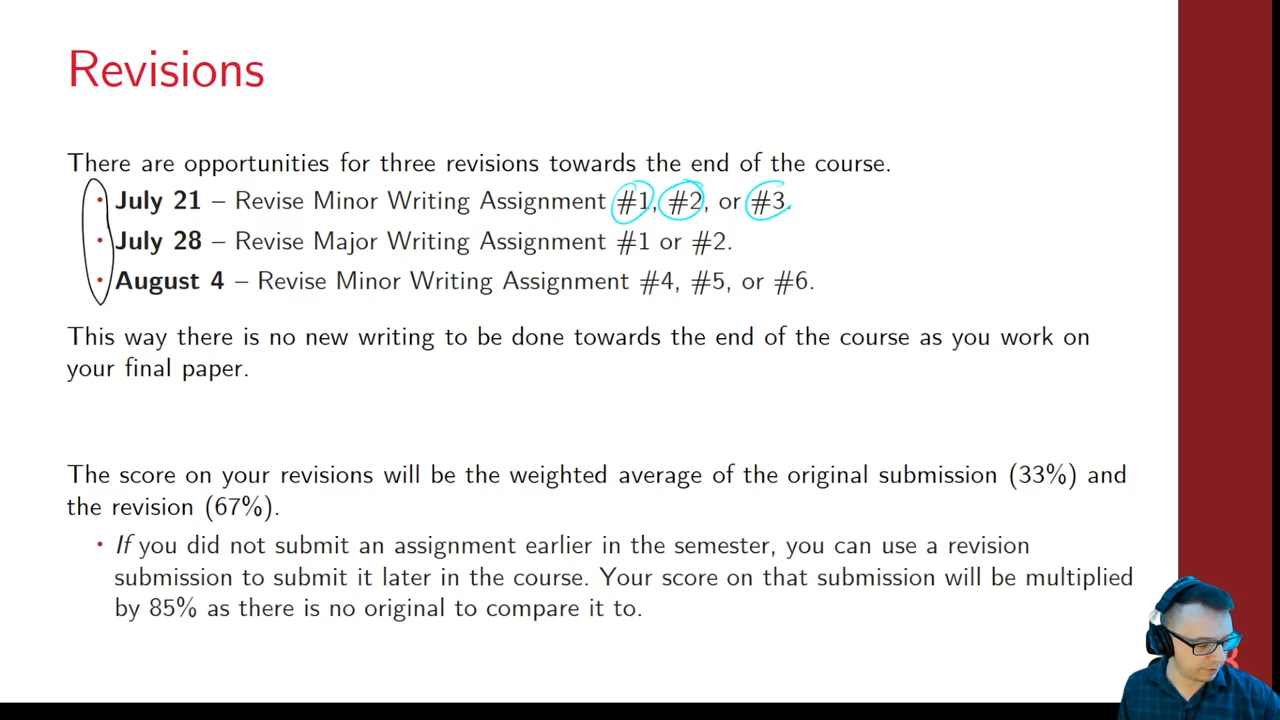 Revisions
There are opportunities for three revisions towards the end of the course.
• July 21 – Revise Minor Writing Assignment #1, #2, or #3.
• July 28 – Revise Major Writing Assignment #1 or #2.
• August 4 – Revise Minor Writing Assignment #4, #5, or #6.
This way there is no new writing to be done towards the end of the course as you work on
your final paper.
The score on your revisions will be the weighted average of the original submission (33%) and
the revision (67%).
• If you did not submit an assignment earlier in the semester, you can use a revision
submission to submit it later in the course. Your score on that submission will be multiplied
by 85% as there is no original to compare it to.